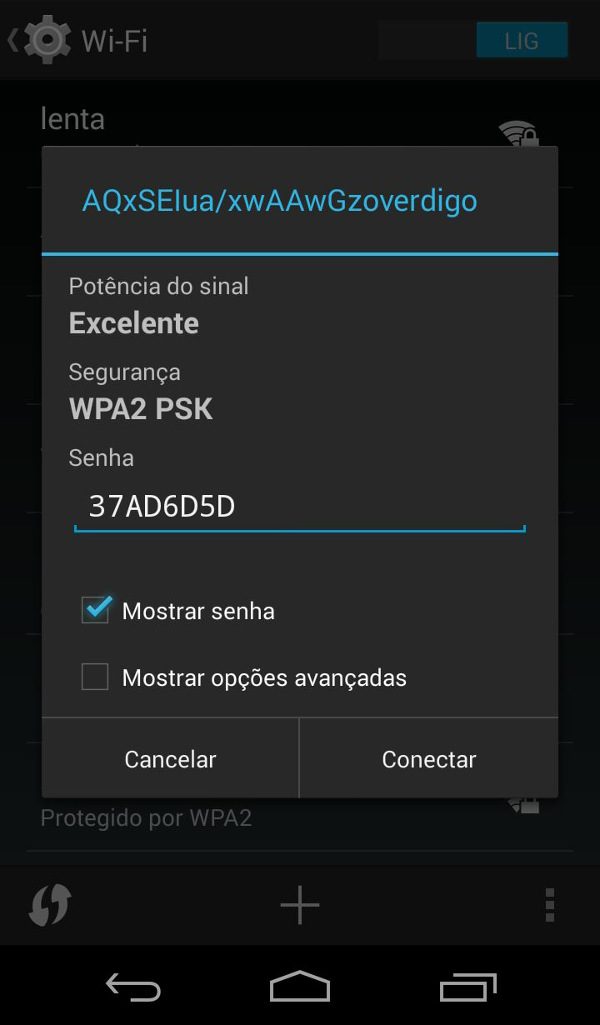 Wi-Fi
LIG
lenta
AQxSEIua/xwAAwGzoverdigo
Potência do sinal
Excelente
Segurança
WPA2 PSK
Senha
37AD6D5D
Mostrar senha
Mostrar opções avançadas
Cancelar
Conectar
Protegido por WPA2